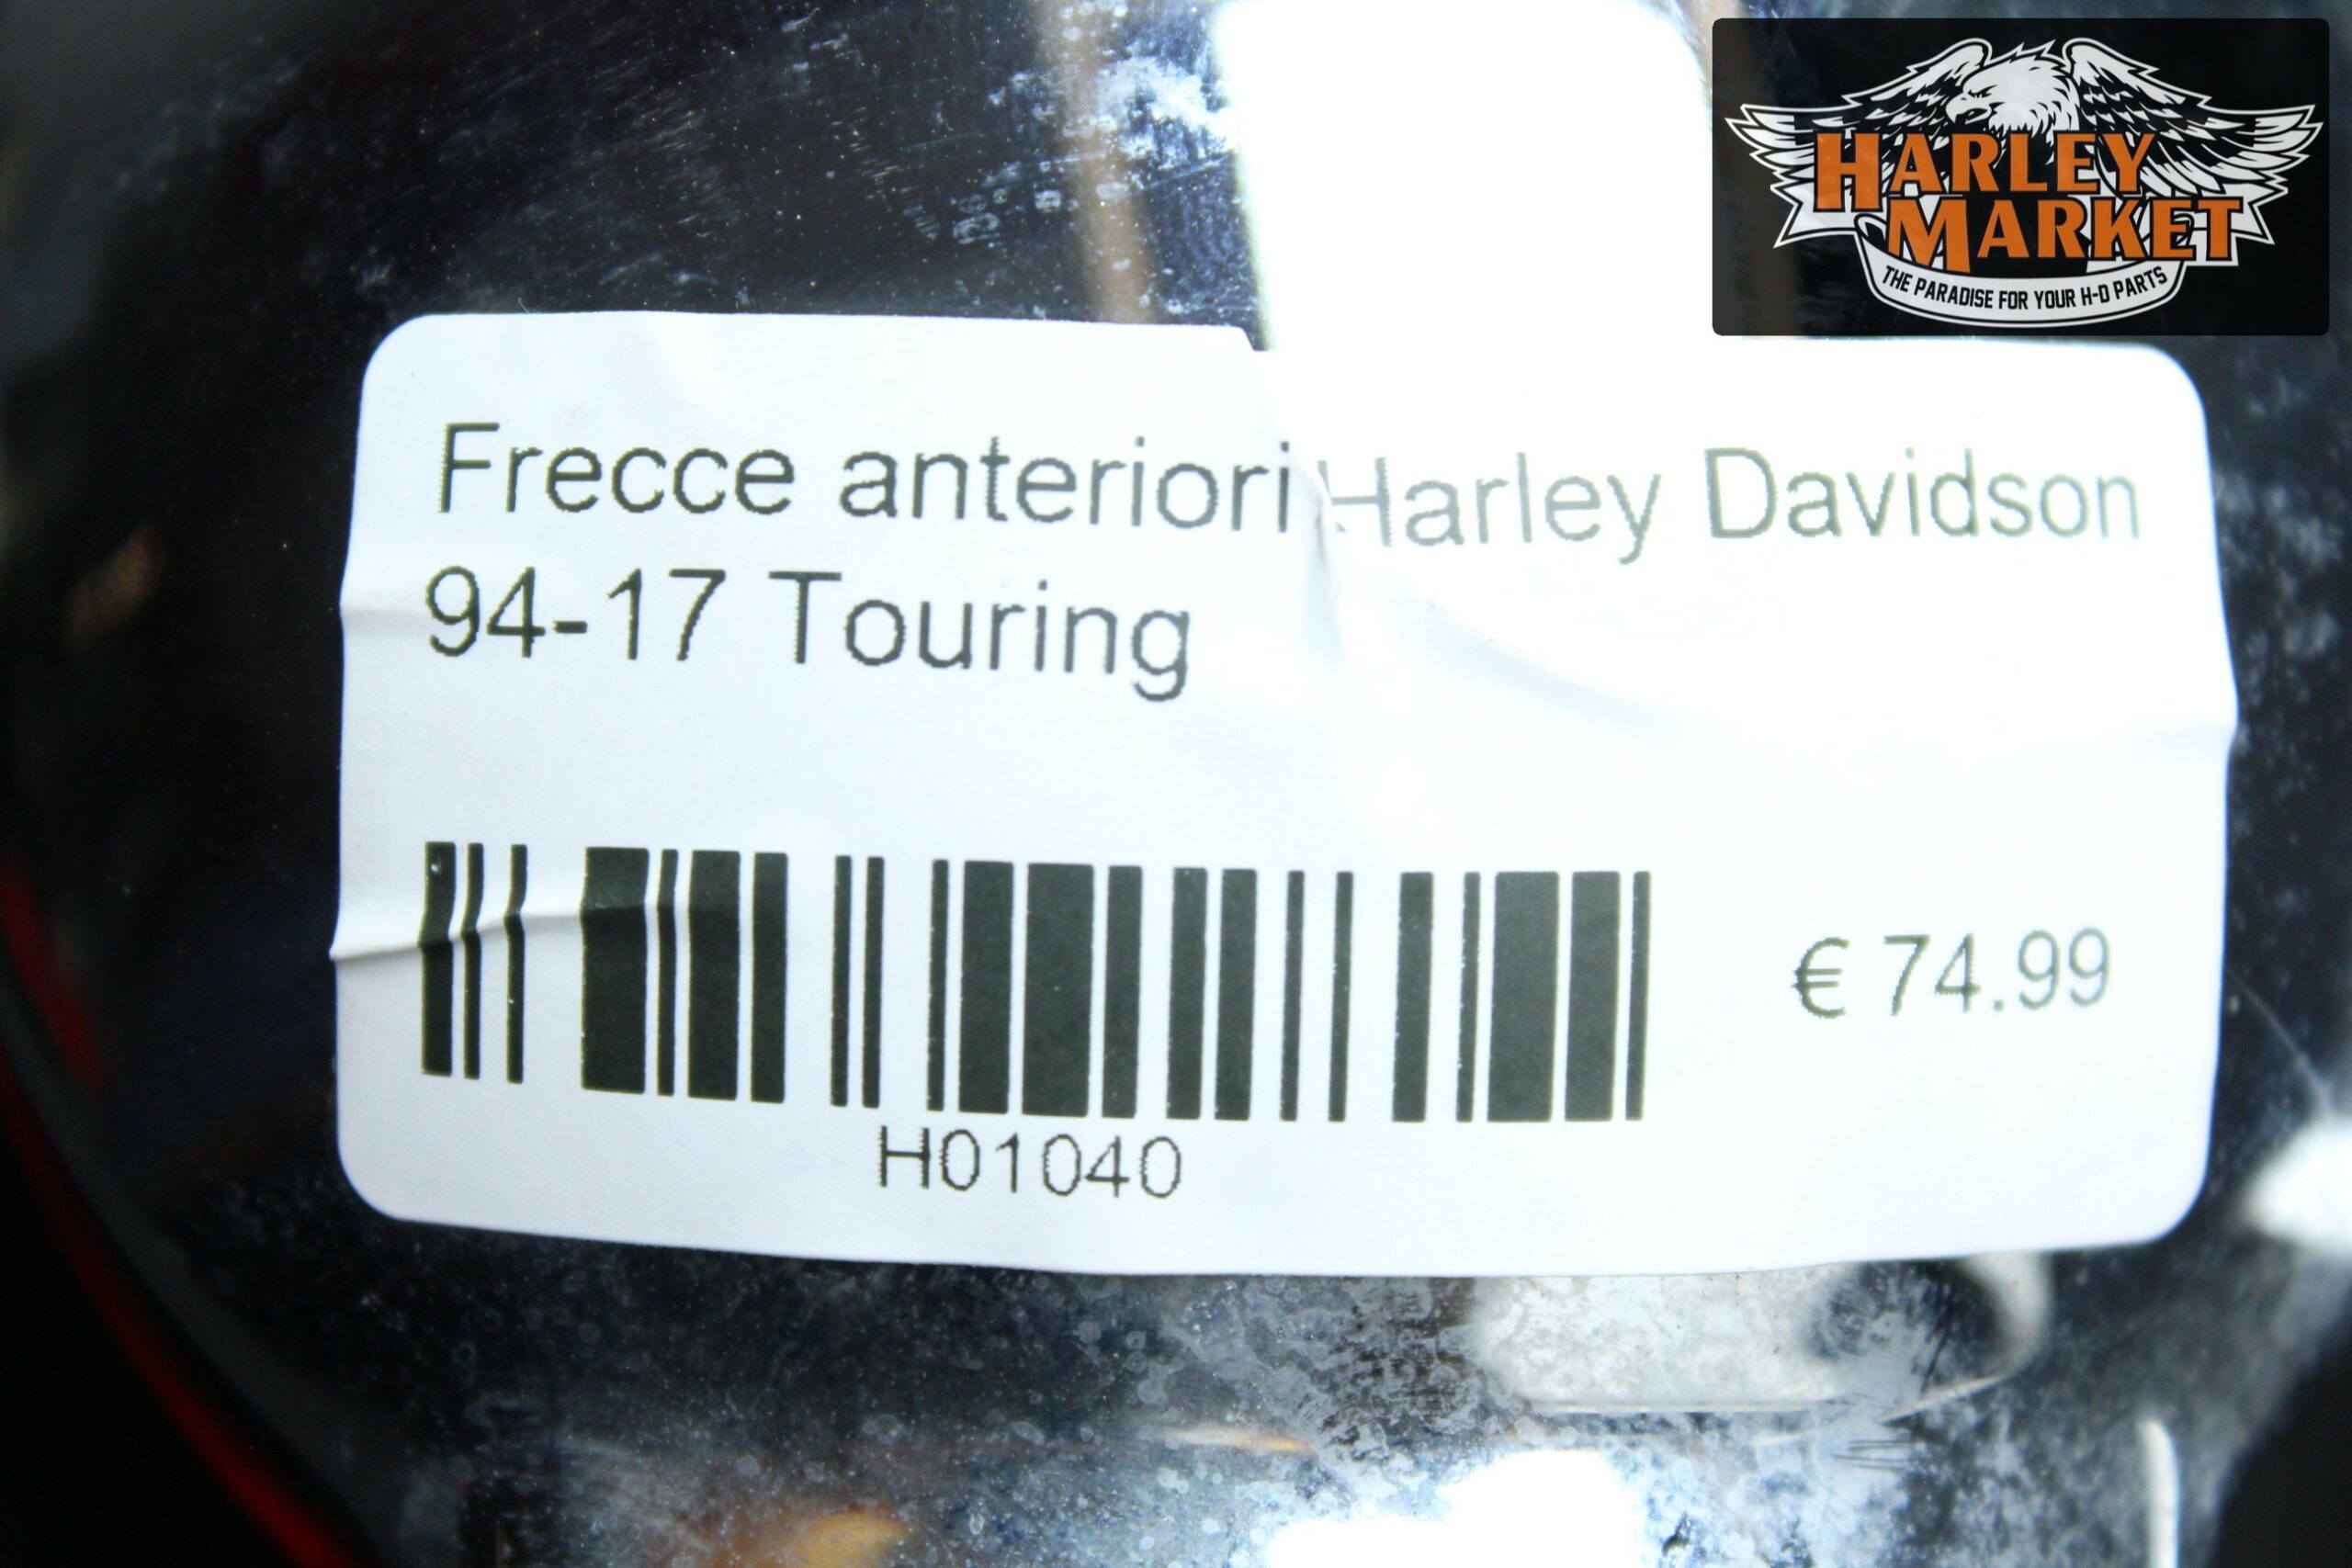 HARLEY
MARKET
THE PARADISE FOR YOUR H-D PARTS
Frecce anteriori Harley Davidson
94-17 Touring
€ 74.99
H01040